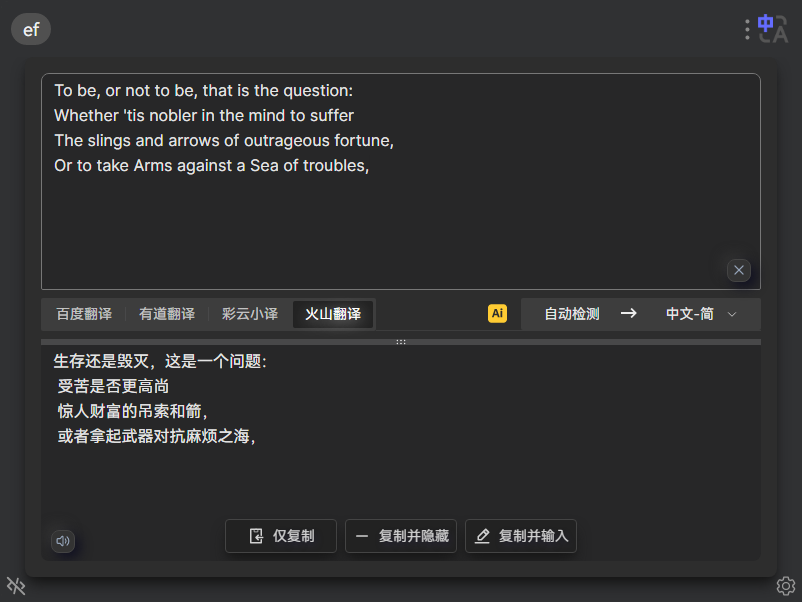 ef
中A
To be, or not to be, that is the question:
Whether 'tis nobler in the mind to suffer
The slings and arrows of outrageous fortune,
Or to take Arms against a Sea of troubles,
百度翻译 有道翻译 彩云小译 火山翻译 Ai 自动检测 → 中文-简
生存还是毁灭，这是一个问题：
受苦是否更高尚
惊人财富的吊索和箭，
或者拿起武器对抗麻烦之海，
仅复制 复制并隐藏 复制并输入